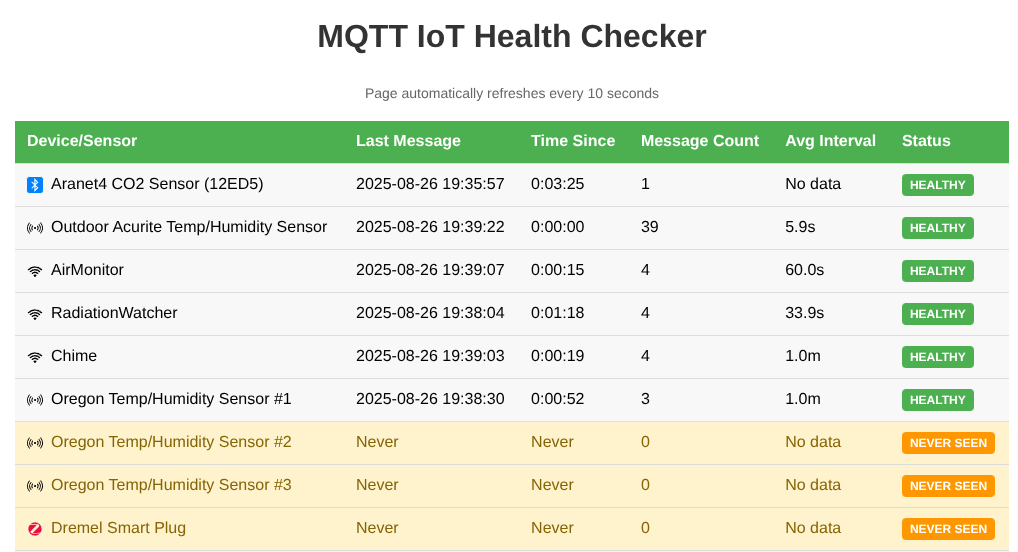 MQTT IoT Health Checker
Page automatically refreshes every 10 seconds
Device/Sensor Last Message Time Since Message Count Avg Interval Status
Aranet4 CO2 Sensor (12ED5) 2025-08-26 19:35:57 0:03:25 1 No data HEALTHY
Outdoor Acurite Temp/Humidity Sensor 2025-08-26 19:39:22 0:00:00 39 5.9s HEALTHY
AirMonitor 2025-08-26 19:39:07 0:00:15 4 60.0s HEALTHY
RadiationWatcher 2025-08-26 19:38:04 0:01:18 4 33.9s HEALTHY
Chime 2025-08-26 19:39:03 0:00:19 4 1.0m HEALTHY
Oregon Temp/Humidity Sensor #1 2025-08-26 19:38:30 0:00:52 3 1.0m HEALTHY
Oregon Temp/Humidity Sensor #2 Never Never 0 No data NEVER SEEN
Oregon Temp/Humidity Sensor #3 Never Never 0 No data NEVER SEEN
Dremel Smart Plug Never Never 0 No data NEVER SEEN